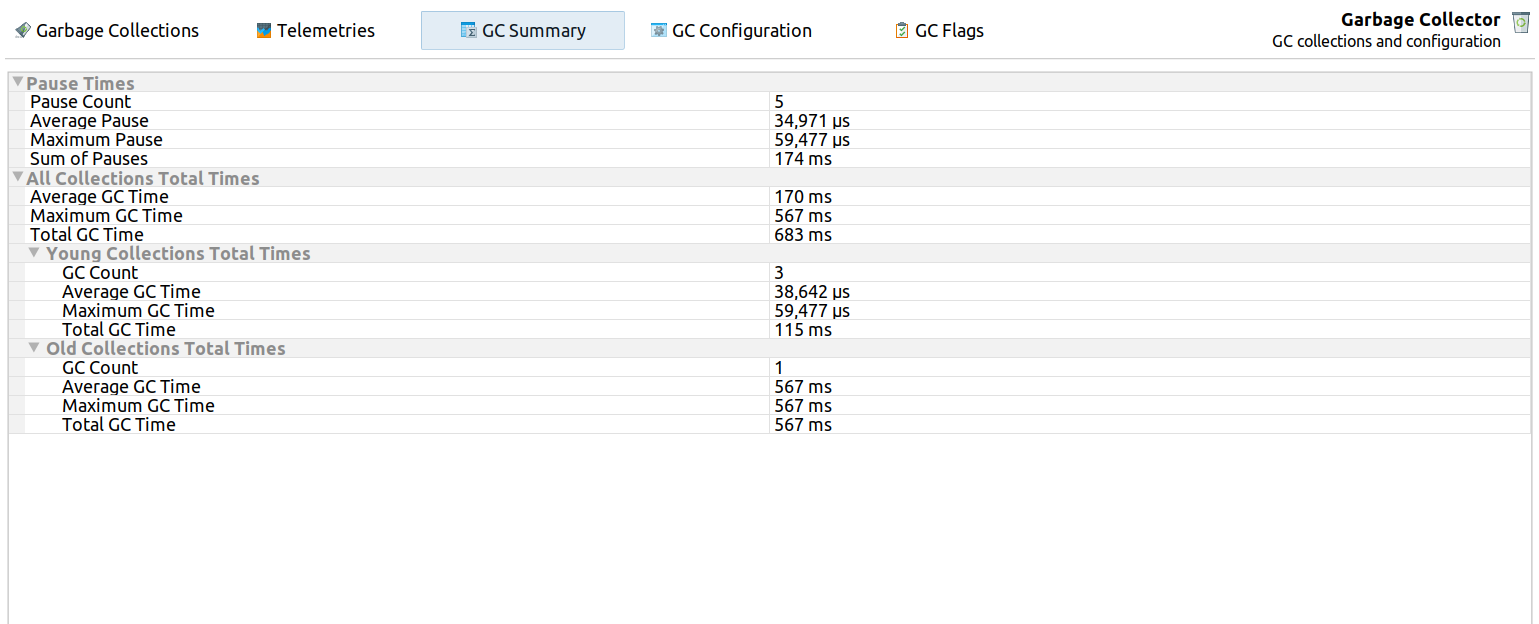 Garbage Collections Telemetries GC Summary GC Configuration GC Flags Garbage Collector
GC collections and configuration
Pause Times
Pause Count 5
Average Pause 34,971 µs
Maximum Pause 59,477 µs
Sum of Pauses 174 ms
All Collections Total Times
Average GC Time 170 ms
Maximum GC Time 567 ms
Total GC Time 683 ms
Young Collections Total Times
GC Count 3
Average GC Time 38,642 µs
Maximum GC Time 59,477 µs
Total GC Time 115 ms
Old Collections Total Times
GC Count 1
Average GC Time 567 ms
Maximum GC Time 567 ms
Total GC Time 567 ms